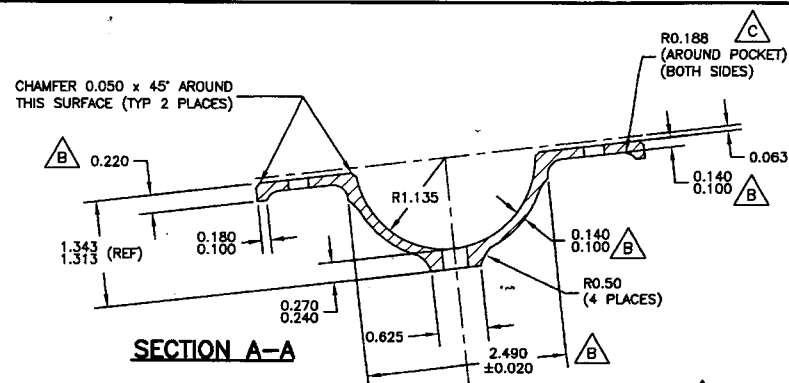 R0.188 C
(AROUND POCKET)
(BOTH SIDES)
CHAMFER 0.050 x 45° AROUND
THIS SURFACE (TYP 2 PLACES)
B 0.220
0.063
0.140
0.100 B
R1.135
0.180
0.100
1.343
1.313 (REF)
0.140
0.100 B
R0.50
(4 PLACES)
0.270
0.240
0.625
2.490
±0.020 B
SECTION A-A